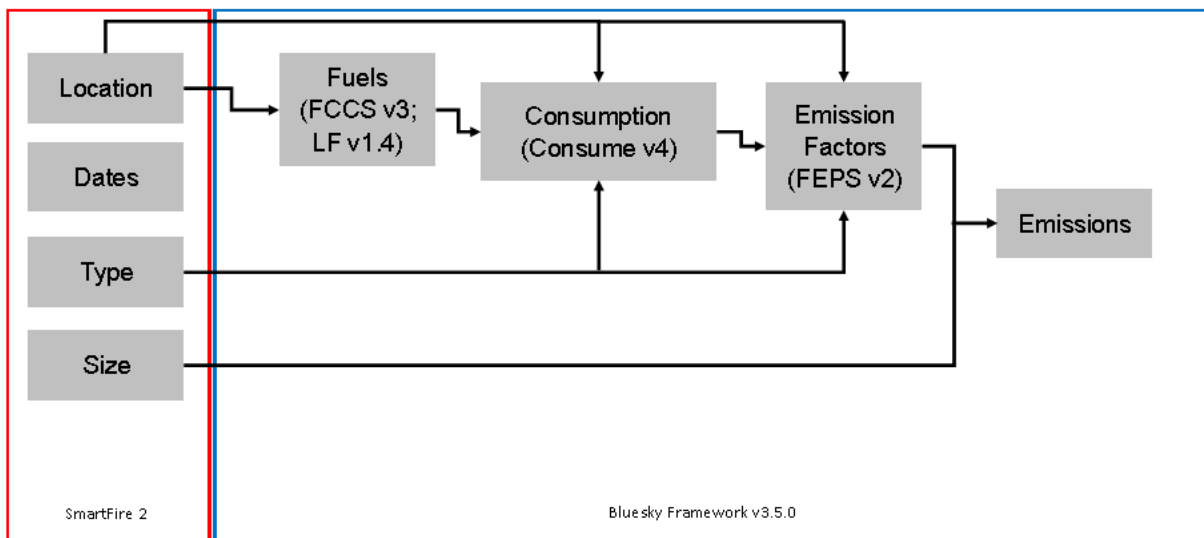 Location
Dates
Type
Size
Fuels
(FCCS v3;
LF v1.4)
Consumption
(Consume v4)
Emission
Factors
(FEPS v2)
Emissions
SmartFire 2
Bluesky Framework v3.5.0